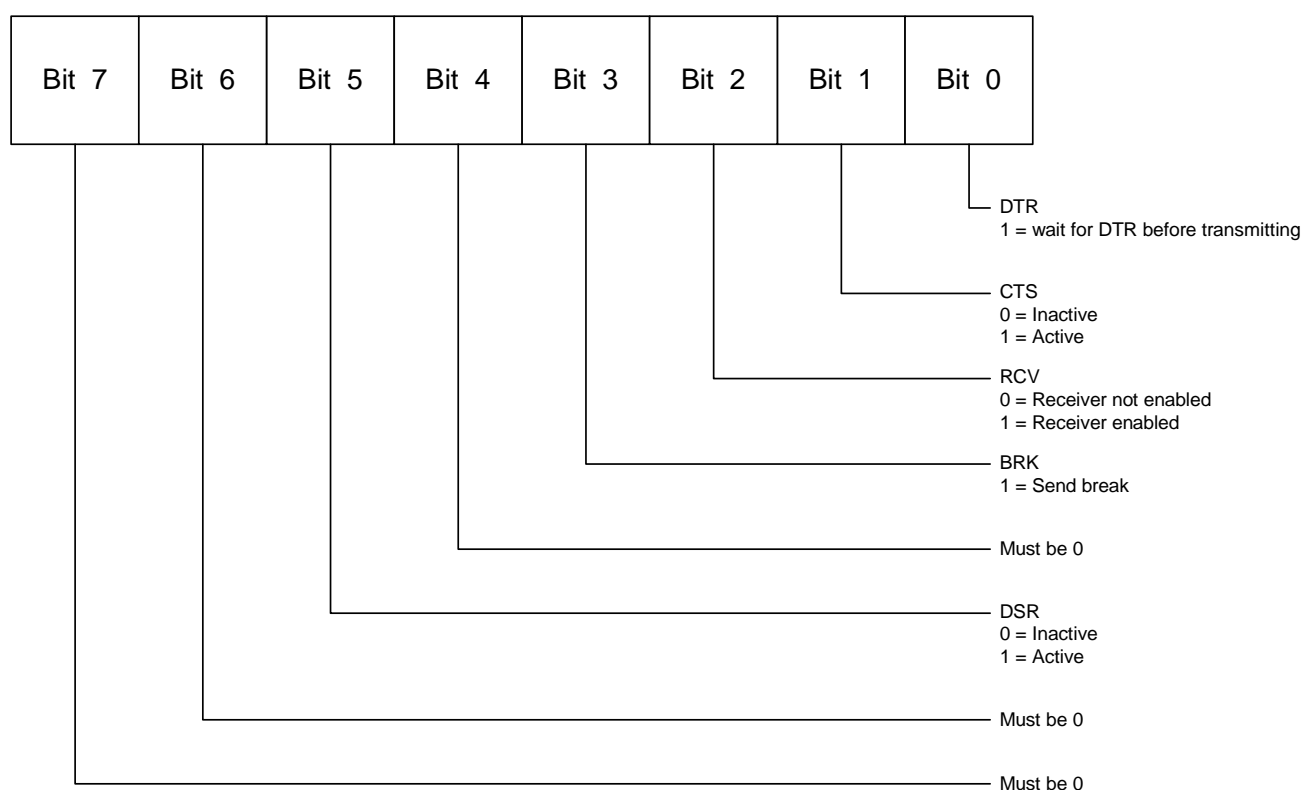 Bit 7 Bit 6 Bit 5 Bit 4 Bit 3 Bit 2 Bit 1 Bit 0
DTR
1 = wait for DTR before transmitting
CTS
0 = Inactive
1 = Active
RCV
0 = Receiver not enabled
1 = Receiver enabled
BRK
1 = Send break
Must be 0
DSR
0 = Inactive
1 = Active
Must be 0
Must be 0